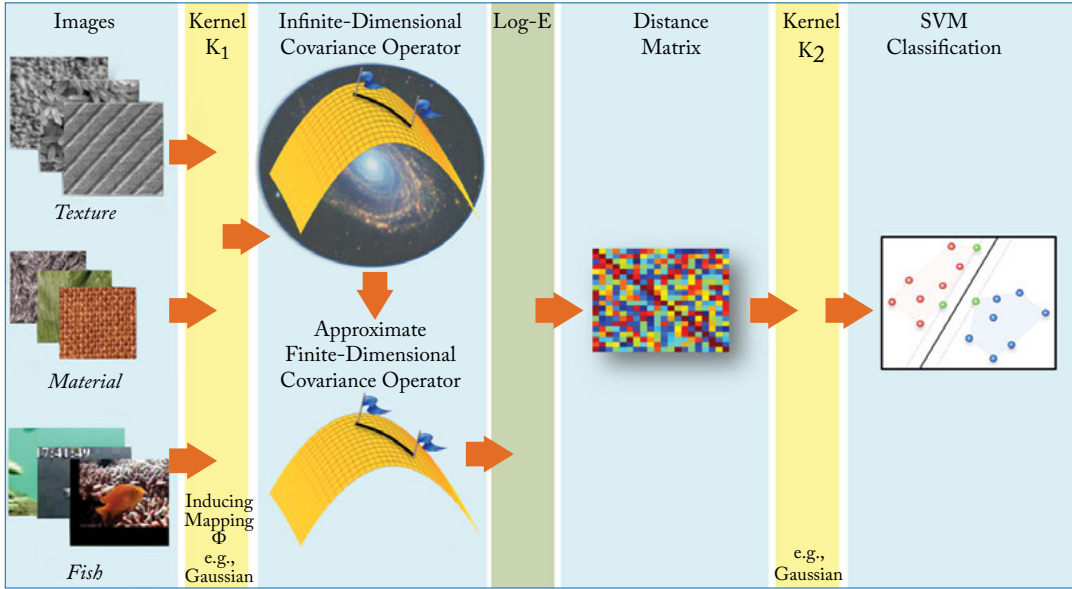 Images
Texture
Material
17:41:49
Fish
Kernel
K1
Inducing
Mapping
Φ
e.g.,
Gaussian
Infinite-Dimensional
Covariance Operator
Approximate
Finite-Dimensional
Covariance Operator
Log-E
Distance
Matrix
Kernel
K2
e.g.,
Gaussian
SVM
Classification